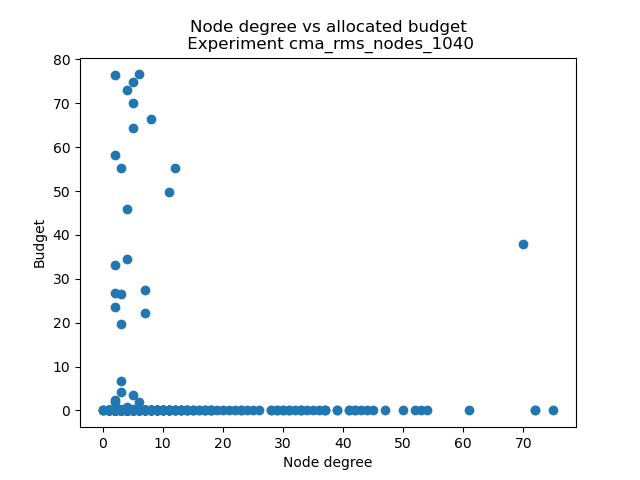 Node degree vs allocated budget
Experiment cma_rms_nodes_1040
80
70
60
50
40
30
20
10
0
Budget
0 10 20 30 40 50 60 70
Node degree